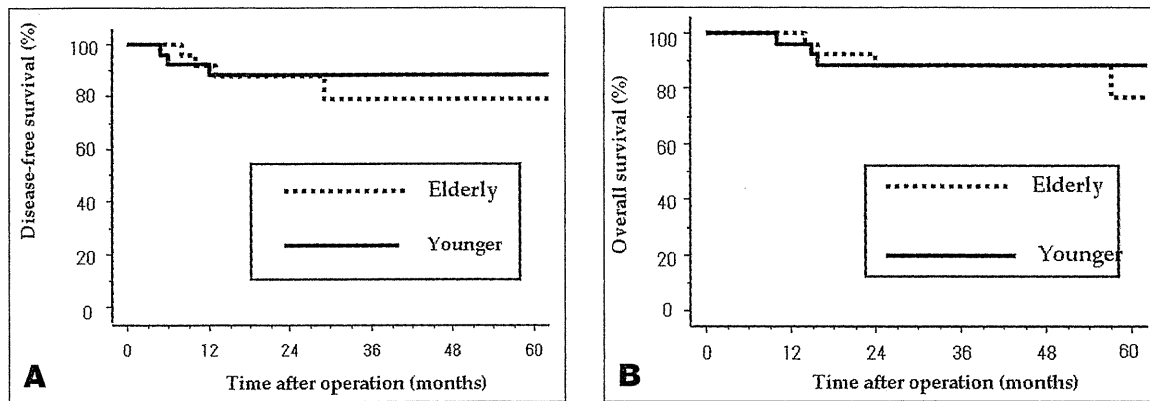 Disease-free survival (%)
100
80
60
40
20
0
Elderly
Younger
0 12 24 36 48 60
Time after operation (months)
A
Overall survival (%)
100
80
60
40
20
0
Elderly
Younger
0 12 24 36 48 60
Time after operation (months)
B